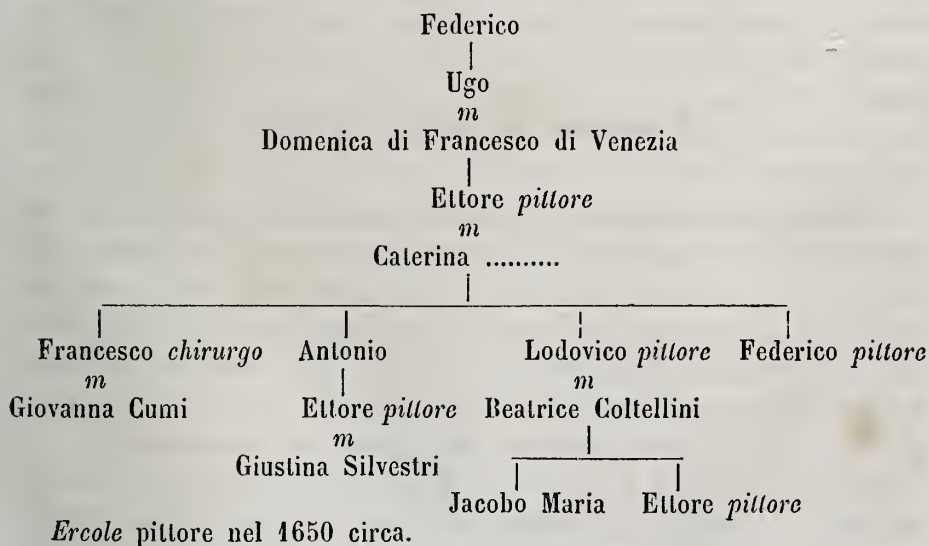 Federico
Ugo
m
Domenica di Francesco di Venezia
Ettore pittore
m
Caterina ..........
Francesco chirurgo Antonio Lodovico pittore Federico pittore
m m
Giovanna Cumi Ettore pittore Beatrice Coltellini
m
Giustina Silvestri
Jacobo Maria Ettore pittore
Ercole pittore nel 1650 circa.